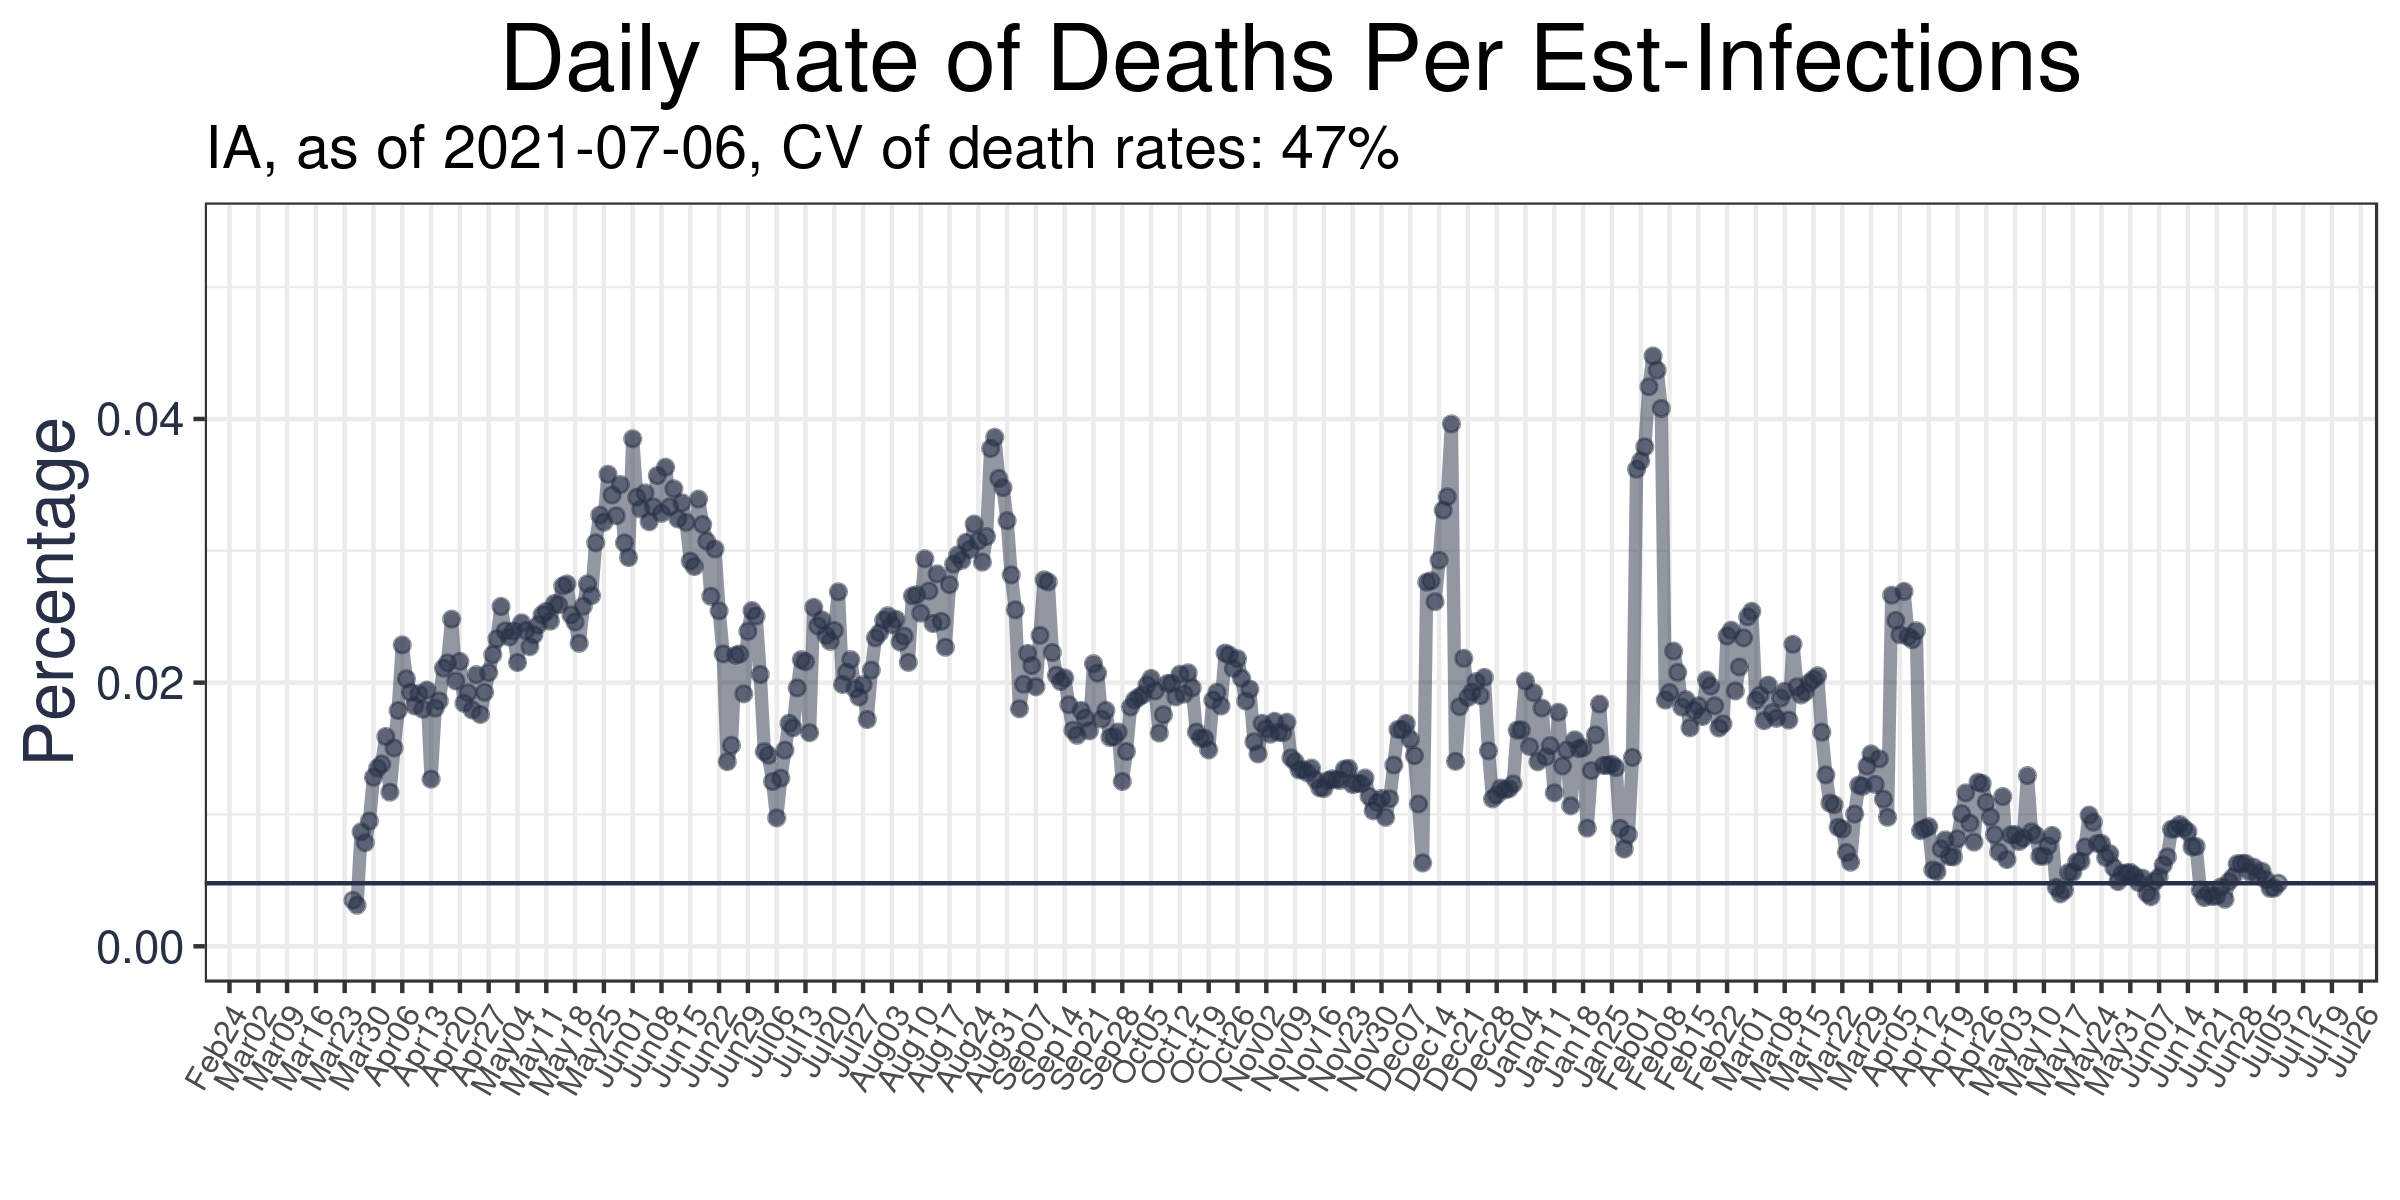 Daily Rate of Deaths Per Est-Infections
IA, as of 2021-07-06, CV of death rates: 47%
Percentage
0.04
0.02
0.00
Feb24
Mar02
Mar09
Mar16
Mar23
Mar30
Apr06
Apr13
Apr20
Apr27
May04
May11
May18
May25
Jun01
Jun08
Jun15
Jun22
Jun29
Jul06
Jul13
Jul20
Jul27
Aug03
Aug10
Aug17
Aug24
Aug31
Sep07
Sep14
Sep21
Sep28
Oct05
Oct12
Oct19
Oct26
Nov02
Nov09
Nov16
Nov23
Nov30
Dec07
Dec14
Dec21
Dec28
Jan04
Jan11
Jan18
Jan25
Feb01
Feb08
Feb15
Feb22
Mar01
Mar08
Mar15
Mar22
Mar29
Apr05
Apr12
Apr19
Apr26
May03
May10
May17
May24
May31
Jun07
Jun14
Jun21
Jun28
Jul05
Jul12
Jul19
Jul26